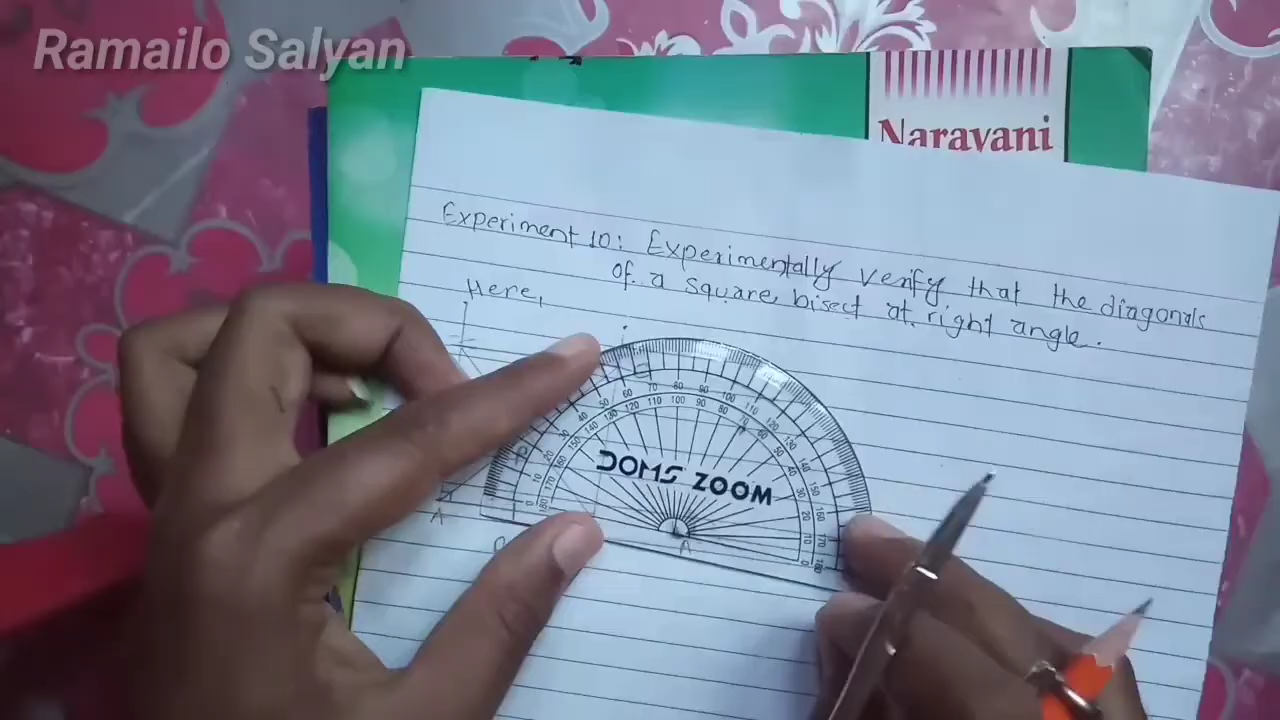 Ramailo Salyan
Narayani
Experiment 10: Experimentally verify that the diagonals
of a square bisect at right angle.
Here,
DOMS ZOOM
A
A